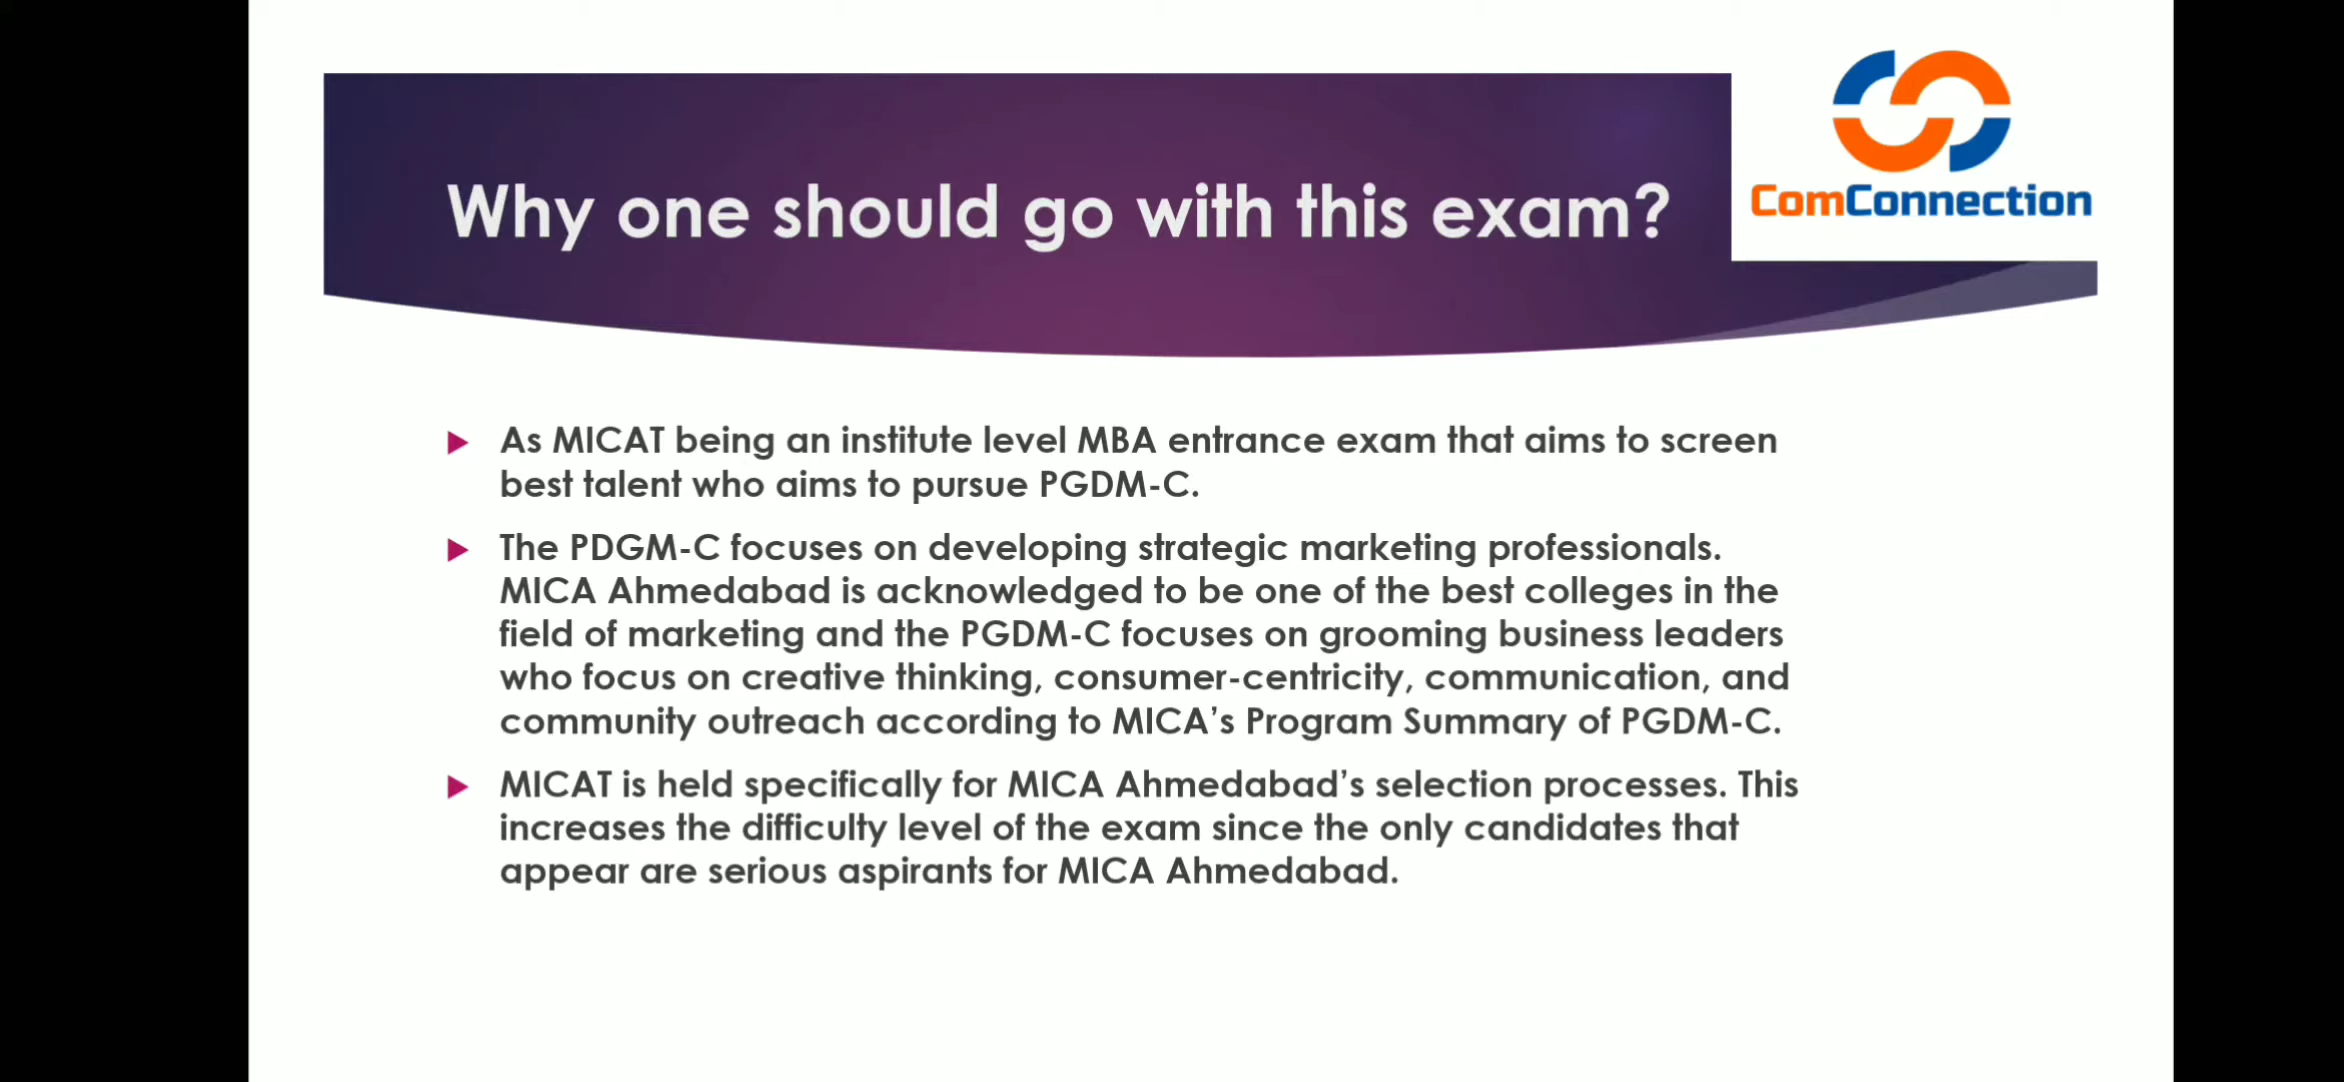 Why one should go with this exam?
ComConnection
As MICAT being an institute level MBA entrance exam that aims to screen
best talent who aims to pursue PGDM-C.
The PDGM-C focuses on developing strategic marketing professionals.
MICA Ahmedabad is acknowledged to be one of the best colleges in the
field of marketing and the PGDM-C focuses on grooming business leaders
who focus on creative thinking, consumer-centricity, communication, and
community outreach according to MICA’s Program Summary of PGDM-C.
MICAT is held specifically for MICA Ahmedabad’s selection processes. This
increases the difficulty level of the exam since the only candidates that
appear are serious aspirants for MICA Ahmedabad.